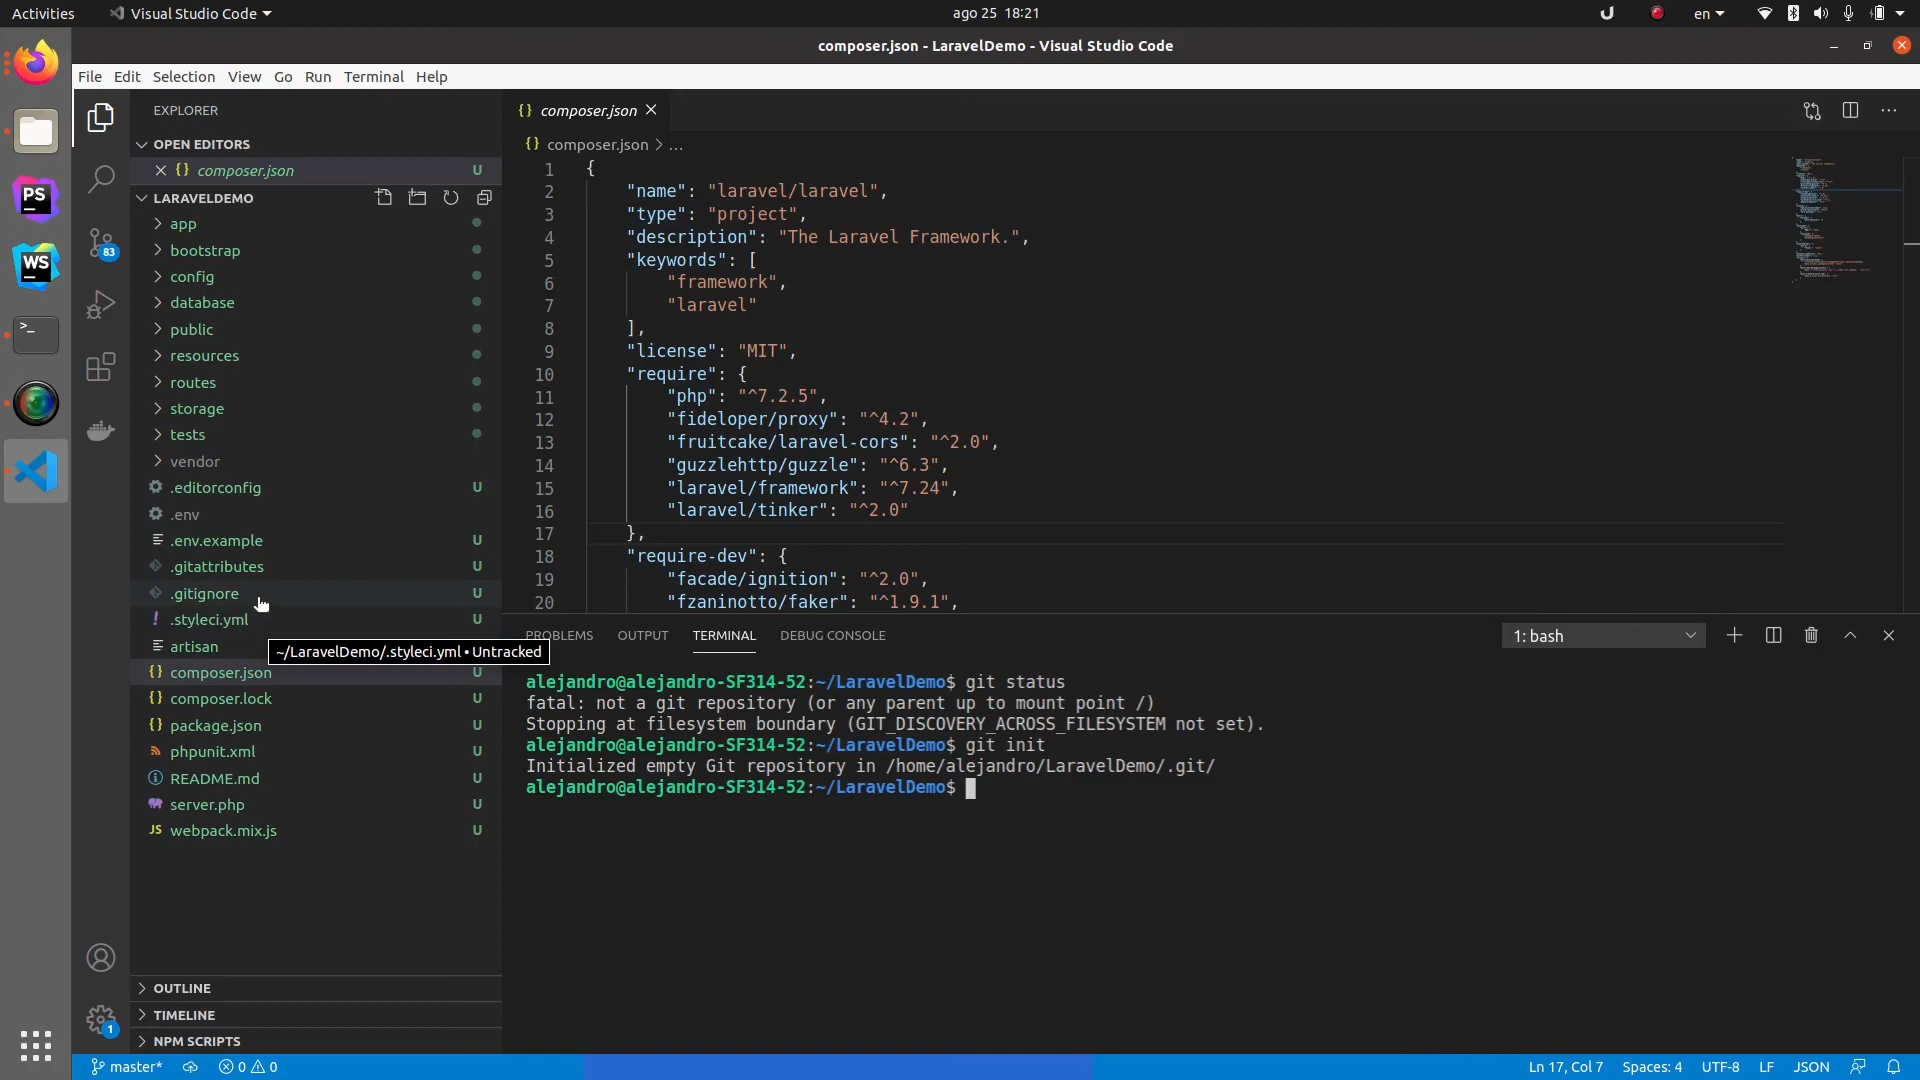 Activities
Visual Studio Code
ago 25 18:21
en
composer.json - LaravelDemo - Visual Studio Code
File Edit Selection View Go Run Terminal Help
PS
WS
>_
83
1
EXPLORER
OPEN EDITORS
composer.json U
LARAVELDEMO
app
bootstrap
config
database
public
resources
routes
storage
tests
vendor
.editorconfig U
.env
.env.example U
.gitattributes U
.gitignore U
.styleci.yml U
artisan
~/LaravelDemo/.styleci.yml • Untracked
composer.json U
composer.lock U
package.json U
phpunit.xml U
README.md U
server.php U
JS webpack.mix.js U
OUTLINE
TIMELINE
NPM SCRIPTS
{} composer.json
{} composer.json > ...
1 {
2 "name": "laravel/laravel",
3 "type": "project",
4 "description": "The Laravel Framework.",
5 "keywords": [
6 "framework",
7 "laravel"
8 ],
9 "license": "MIT",
10 "require": {
11 "php": "^7.2.5",
12 "fideloper/proxy": "^4.2",
13 "fruitcake/laravel-cors": "^2.0",
14 "guzzlehttp/guzzle": "^6.3",
15 "laravel/framework": "^7.24",
16 "laravel/tinker": "^2.0"
17 },
18 "require-dev": {
19 "facade/ignition": "^2.0",
20 "fzaninotto/faker": "^1.9.1",
PROBLEMS OUTPUT TERMINAL DEBUG CONSOLE
1: bash
alejandro@alejandro-SF314-52:~/LaravelDemo$ git status
fatal: not a git repository (or any parent up to mount point /)
Stopping at filesystem boundary (GIT_DISCOVERY_ACROSS_FILESYSTEM not set).
alejandro@alejandro-SF314-52:~/LaravelDemo$ git init
Initialized empty Git repository in /home/alejandro/LaravelDemo/.git/
alejandro@alejandro-SF314-52:~/LaravelDemo$
master* 0 0
Ln 17, Col 7 Spaces: 4 UTF-8 LF JSON